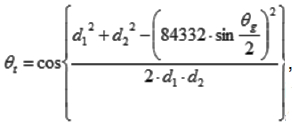 θ_t = cos{ (d_1^2 + d_2^2 − (84332 · sin θ_g/2)^2) / (2 · d_1 · d_2) },